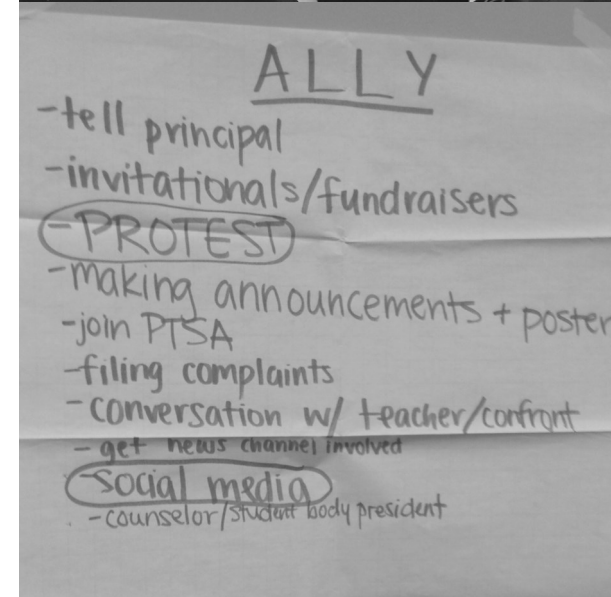 ALLY
-tell principal
-invitationals/fundraisers
-PROTEST
-making announcements + poster
-join PTSA
-filing complaints
-conversation w/ teacher/confront
-get news channel involved
-social media
-counselor/student body president